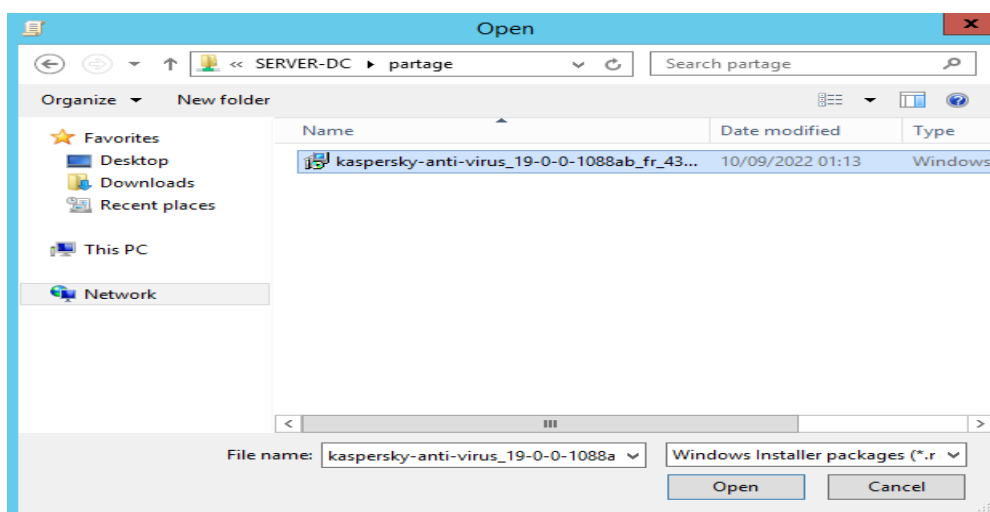 Open
SERVER-DC partage
Search partage
Organize
New folder
Name
Date modified
Type
Favorites
Desktop
Downloads
Recent places
This PC
Network
kaspersky-anti-virus_19-0-0-1088ab_fr_43...
10/09/2022 01:13
Windows
File name:
kaspersky-anti-virus_19-0-0-1088a
Windows Installer packages (*.r
Open
Cancel